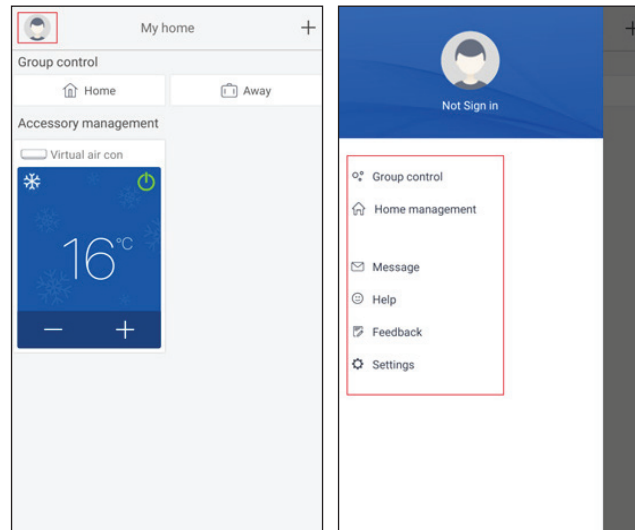 My home +
Group control
Home Away
Accessory management
Virtual air con
16°C
− +
Not Sign in
Group control
Home management
Message
Help
Feedback
Settings